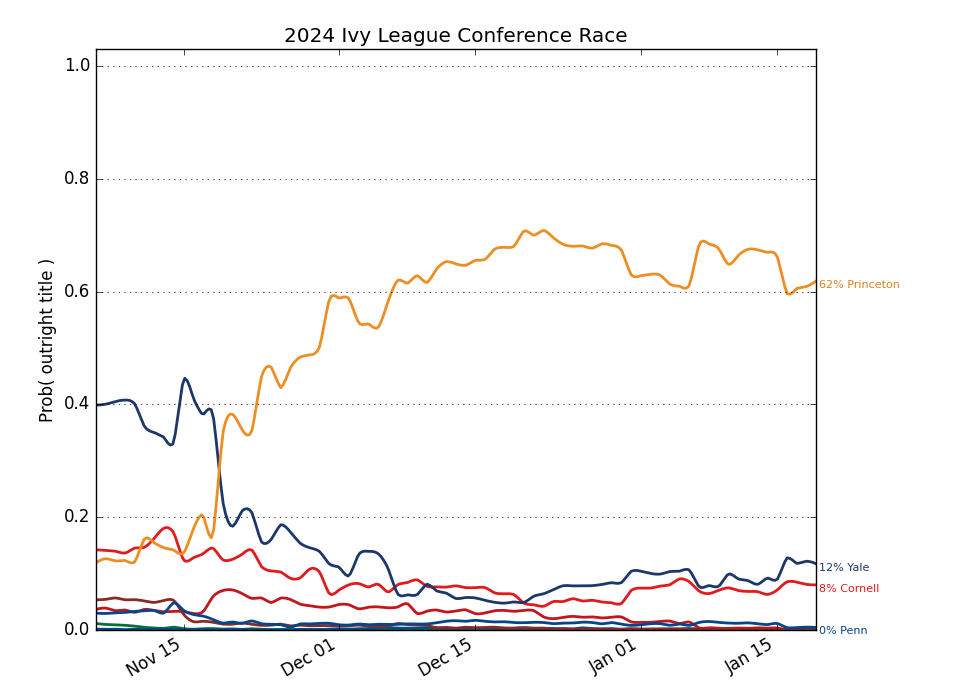 2024 Ivy League Conference Race
Prob( outright title )
1.0
0.8
0.6
0.4
0.2
0.0
62% Princeton
12% Yale
8% Cornell
0% Penn
Nov 15
Dec 01
Dec 15
Jan 01
Jan 15